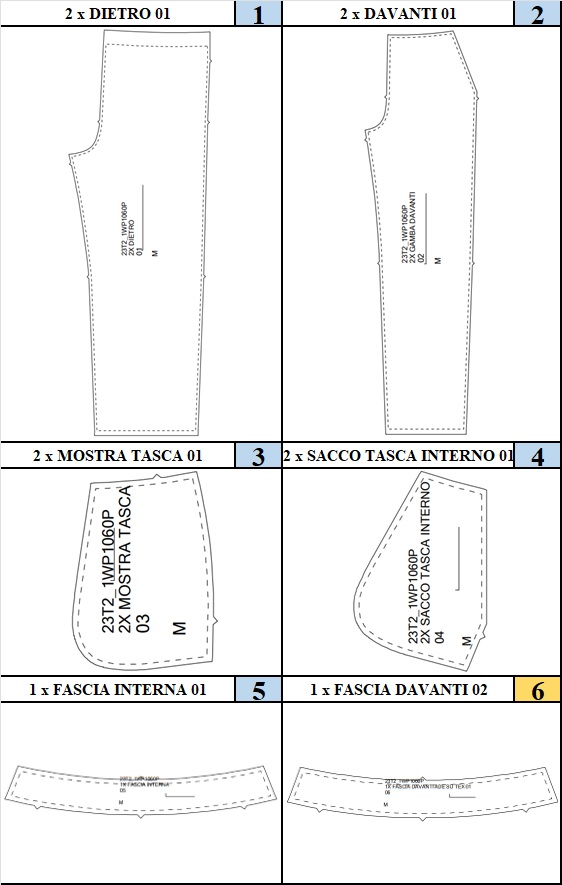 2 x DIETRO 01
1
2 x DAVANTI 01
2
23T2_1WP1060P
2X DIETRO
01
M
23T2_1WP1060P
2X GAMBA DAVANTI
02
M
2 x MOSTRA TASCA 01
3
2 x SACCO TASCA INTERNO 01
4
23T2_1WP1060P
2X MOSTRA TASCA
03
M
23T2_1WP1060P
2X SACCO TASCA INTERNO
04
M
1 x FASCIA INTERNA 01
5
1 x FASCIA DAVANTI 02
6
23T2_1WP1060P
1X FASCIA INTERNA
05
M
23T2_1WP1060P
1X FASCIA DAVANTI
06
M